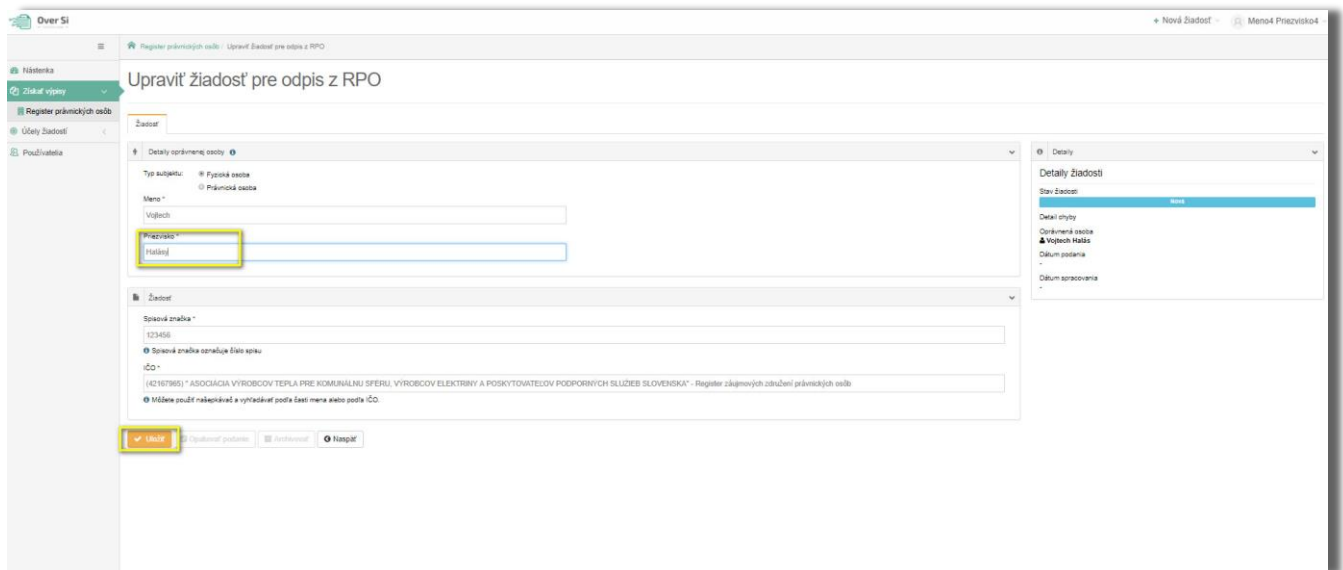 Over Si
+ Nová žiadosť
Meno4 Priezvisko4
Register právnických osôb / Upraviť žiadosť pre odpis z RPO
Nástenka
Získať výpisy
Register právnických osôb
Účely žiadostí
Používatelia
Upraviť žiadosť pre odpis z RPO
Žiadosť
Detaily oprávnenej osoby
Typ subjektu:
Fyzická osoba
Právnická osoba
Meno *
Vojtech
Priezvisko *
Halásy
Žiadosť
Spisová značka *
123456
Spisová značka označuje číslo spisu
IČO *
(42167965) " ASOCIÁCIA VÝROBCOV TEPLA PRE KOMUNÁLNU SFÉRU, VÝROBCOV ELEKTRINY A POSKYTOVATEĽOV PODPORNÝCH SLUŽIEB SLOVENSKA" - Register záujmových združení právnických osôb
Môžete použiť našepkávač a vyhľadávať podľa časti mena alebo podľa IČO.
Uložiť
Opakovať podanie
Archivovať
Naspäť
Detaily
Detaily žiadosti
Stav žiadosti
Nová
Detail chyby
Oprávnená osoba
Vojtech Halás
Dátum podania
-
Dátum spracovania
-